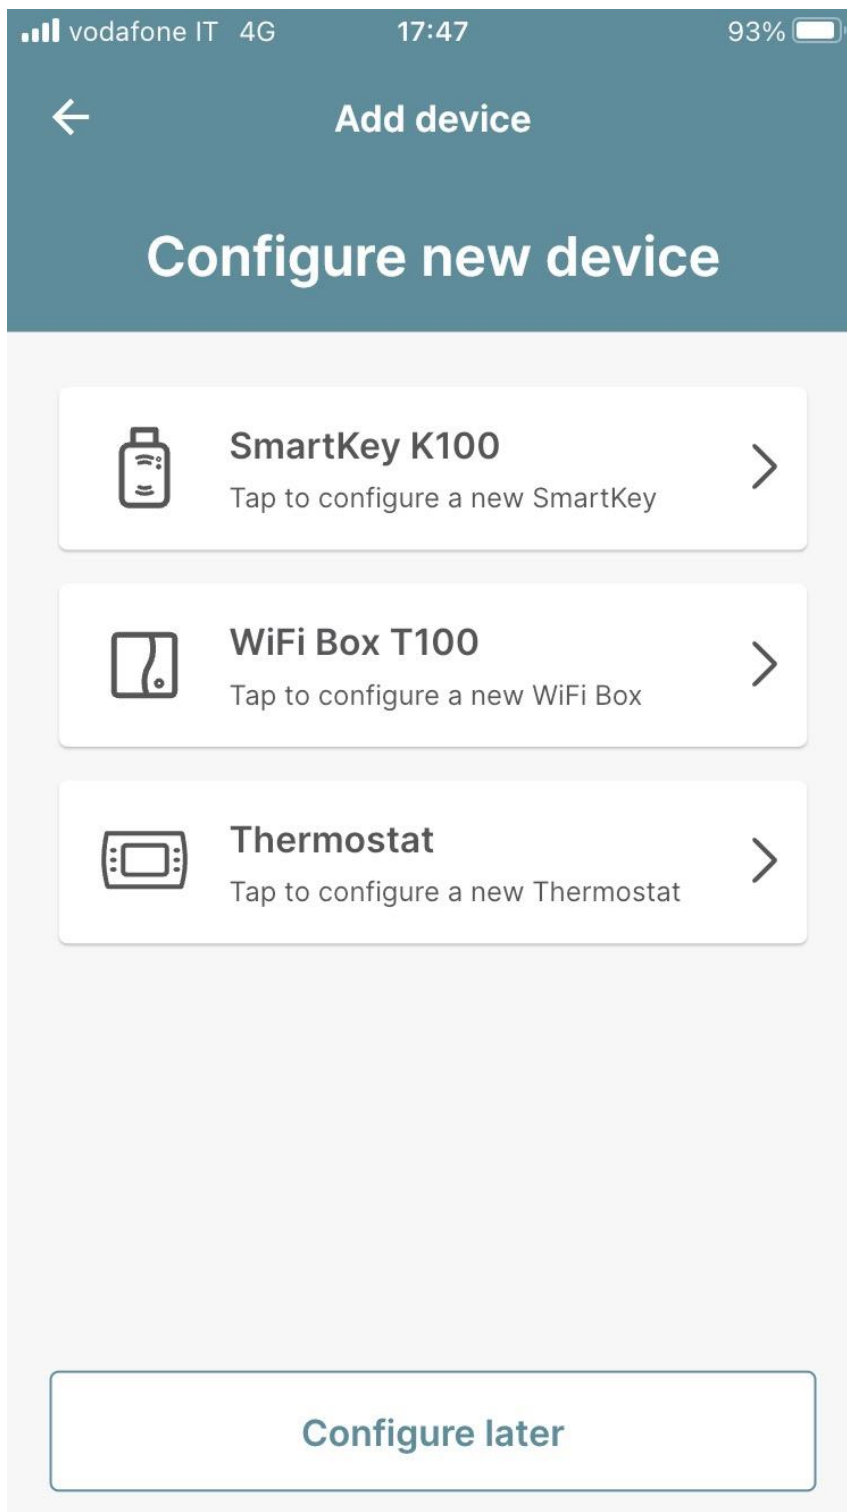 vodafone IT 4G 17:47 93%
Add device
Configure new device
SmartKey K100
Tap to configure a new SmartKey
WiFi Box T100
Tap to configure a new WiFi Box
Thermostat
Tap to configure a new Thermostat
Configure later